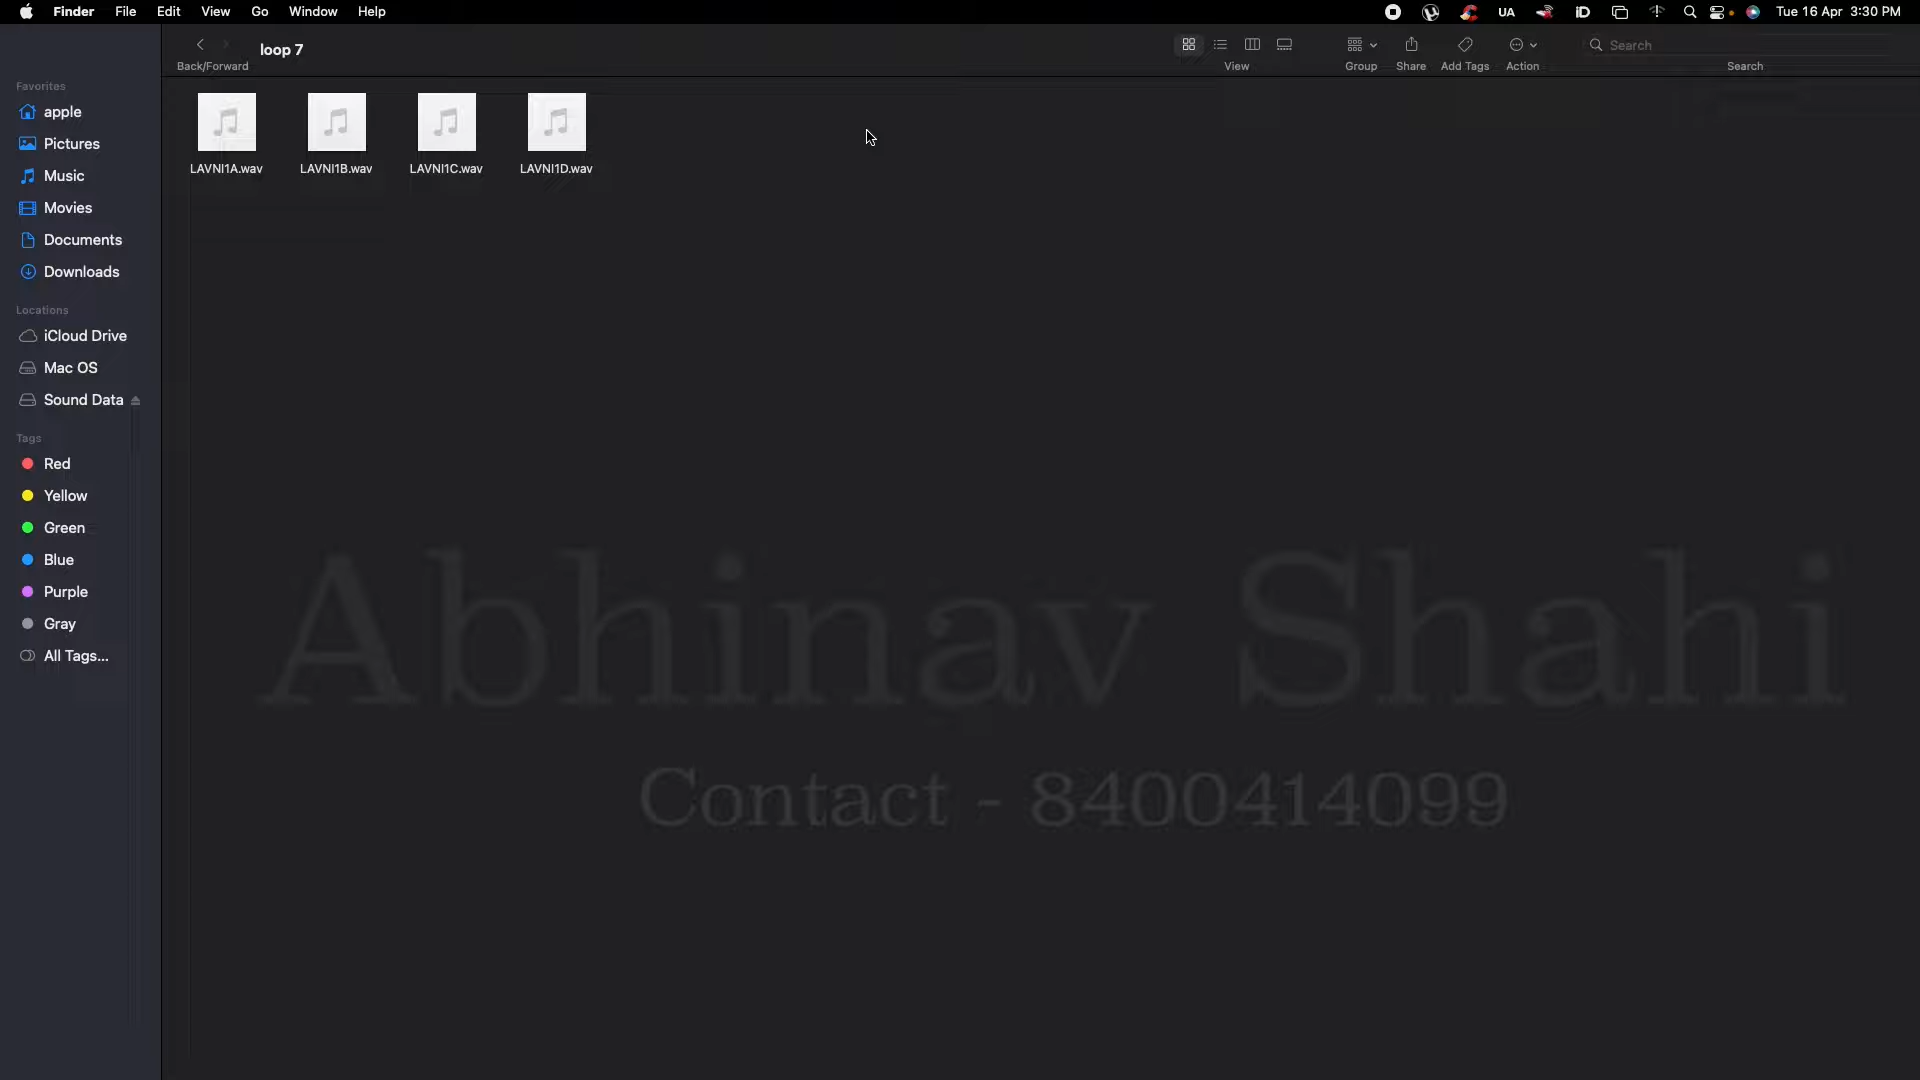 Finder File Edit View Go Window Help UA iD Tue 16 Apr 3:30 PM
loop 7
Back/Forward View Group Share Add Tags Action Search
Search
Favorites
apple
Pictures
Music
Movies
Documents
Downloads
Locations
iCloud Drive
Mac OS
Sound Data
Tags
Red
Yellow
Green
Blue
Purple
Gray
All Tags...
LAVNI1A.wav LAVNI1B.wav LAVNI1C.wav LAVNI1D.wav
Abhinav Shahi
Contact - 8400414099